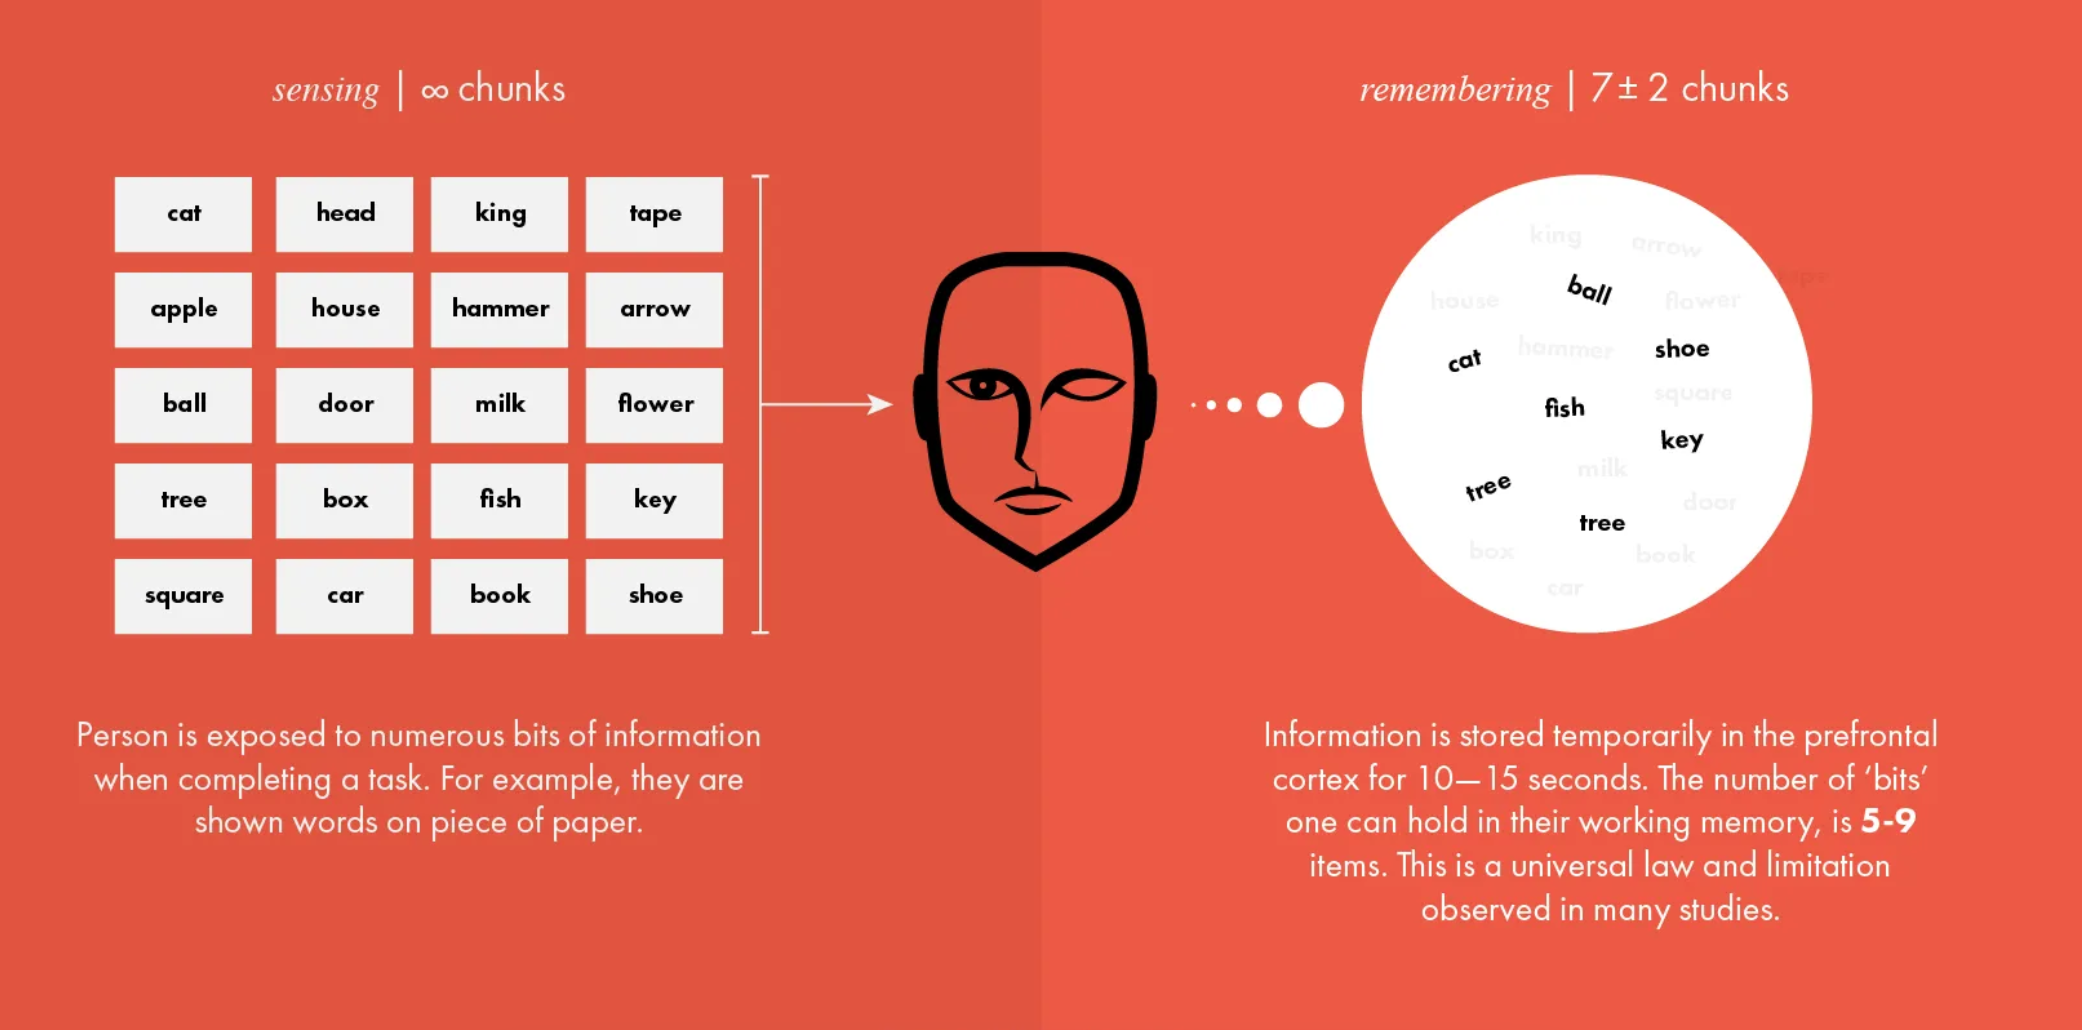 sensing | ∞ chunks
cat head king tape
apple house hammer arrow
ball door milk flower
tree box fish key
square car book shoe
Person is exposed to numerous bits of information
when completing a task. For example, they are
shown words on piece of paper.
remembering | 7 ± 2 chunks
king arrow
tape
ball
house flower
hammer shoe
cat
square
fish
key
milk
tree
door
tree
box book
car
Information is stored temporarily in the prefrontal
cortex for 10—15 seconds. The number of ‘bits’
one can hold in their working memory, is 5-9
items. This is a universal law and limitation
observed in many studies.